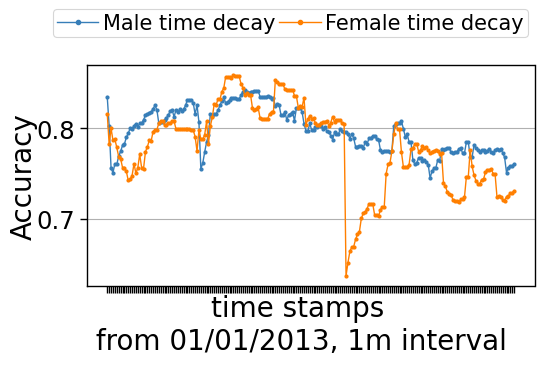 Male time decay Female time decay
Accuracy
0.8
0.7
time stamps
from 01/01/2013, 1m interval